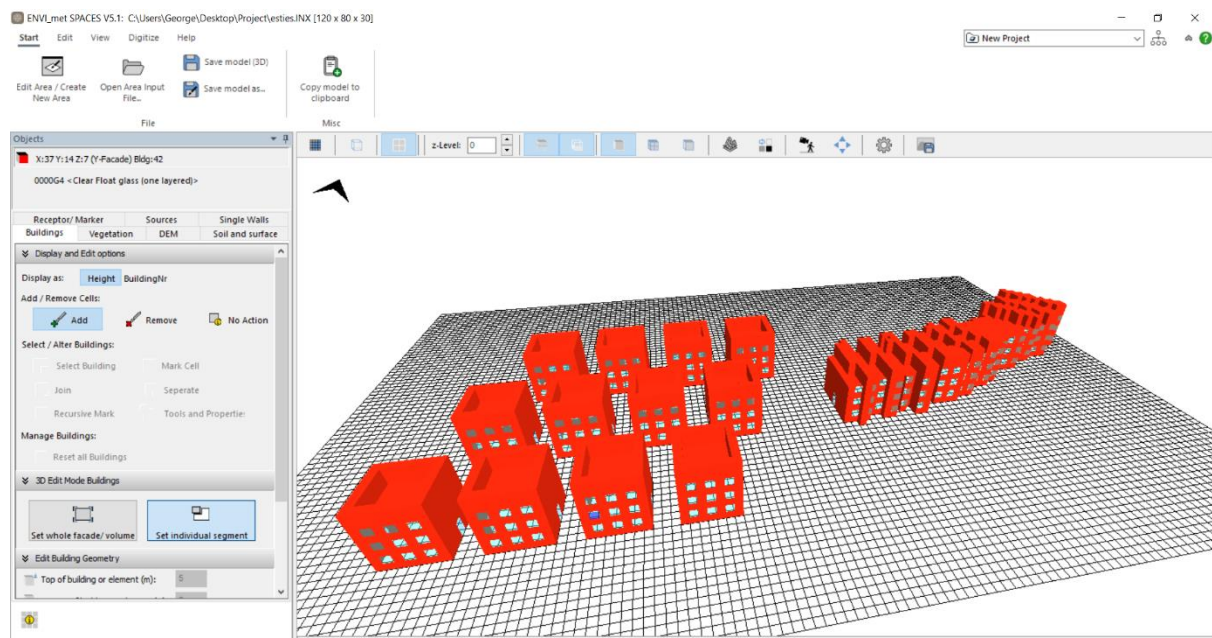 ENVI_met SPACES V5.1: C:\Users\George\Desktop\Project\esties.INX [120 x 80 x 30]
Start Edit View Digitize Help
New Project
Edit Area / Create New Area
Open Area Input File...
Save model (3D)
Save model as...
Copy model to clipboard
File
Misc
Objects
X:37 Y:14 Z:7 (Y-Facade) Bldg:42
0000G4 <Clear Float glass (one layered)>
Receptor/ Marker Sources Single Walls
Buildings Vegetation DEM Soil and surface
Display and Edit options
Display as: Height BuildingNr
Add / Remove Cells:
Add Remove No Action
Select / Alter Buildings:
Select Building Mark Cell
Join Seperate
Recursive Mark Tools and Propertie
Manage Buildings:
Reset all Buildings
3D Edit Mode Buildings
Set whole facade/ volume Set individual segment
Edit Building Geometry
Top of building or element (m): 5
z-Level: 0